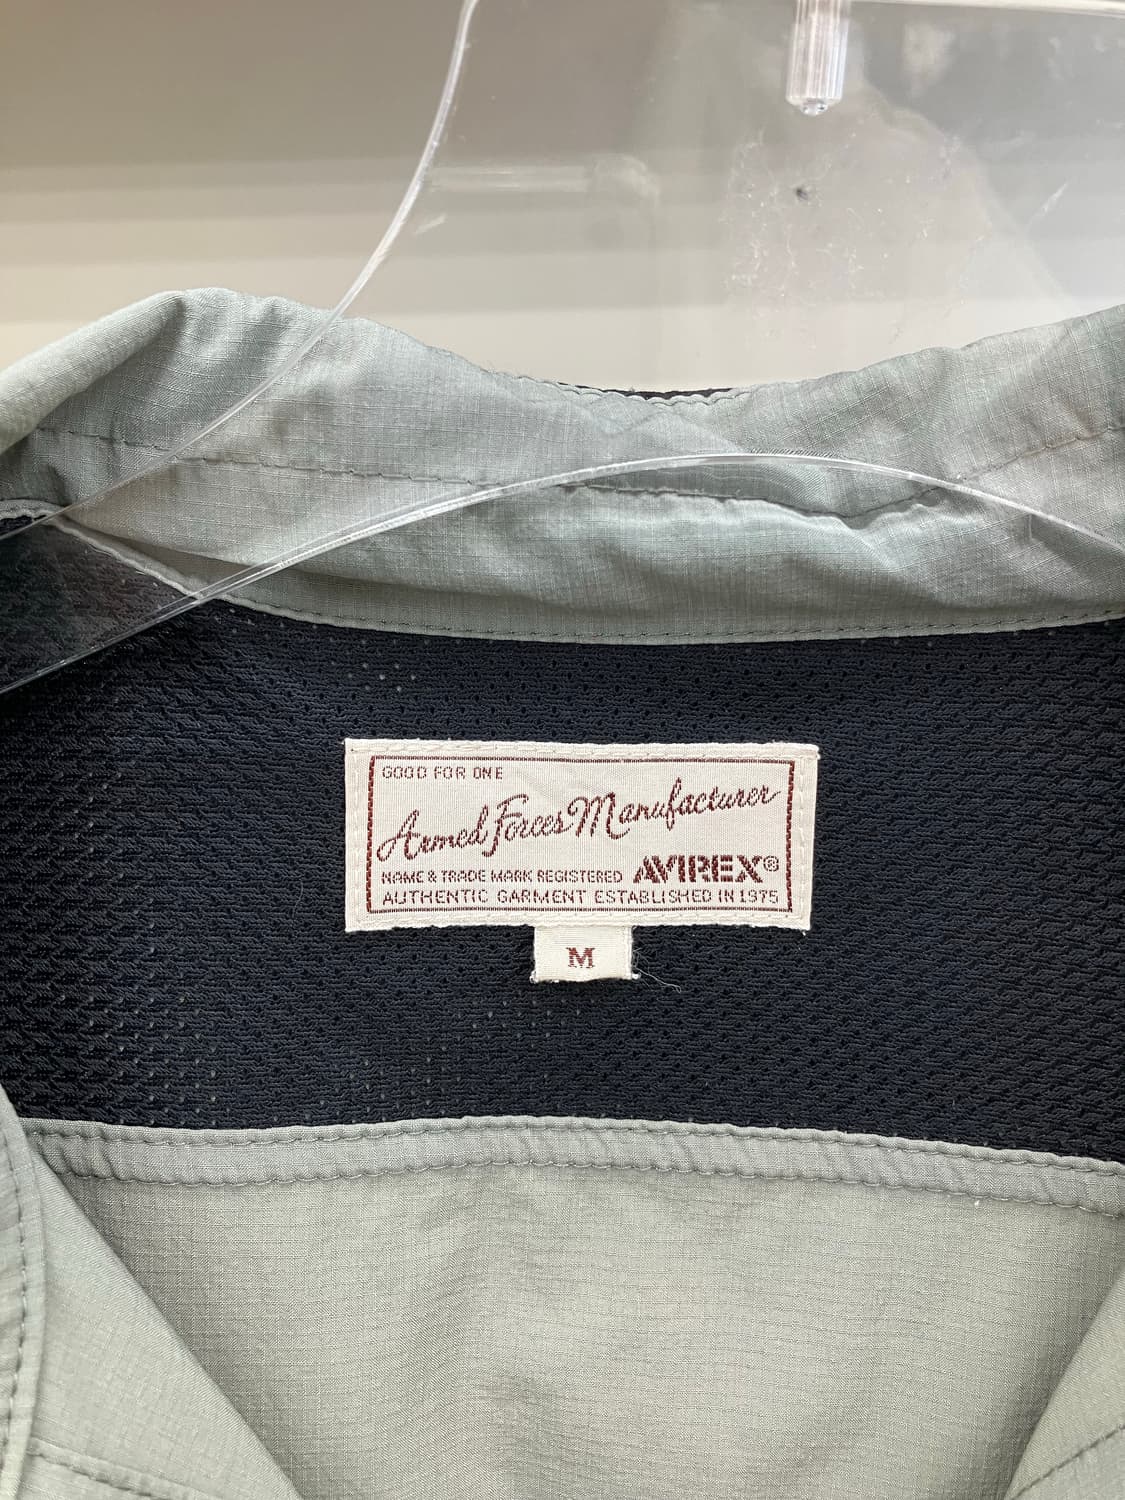 GOOD FOR ONE
Armed Forces Manufacturer
NAME & TRADE MARK REGISTERED AVIREX®
AUTHENTIC GARMENT ESTABLISHED IN 1975
M